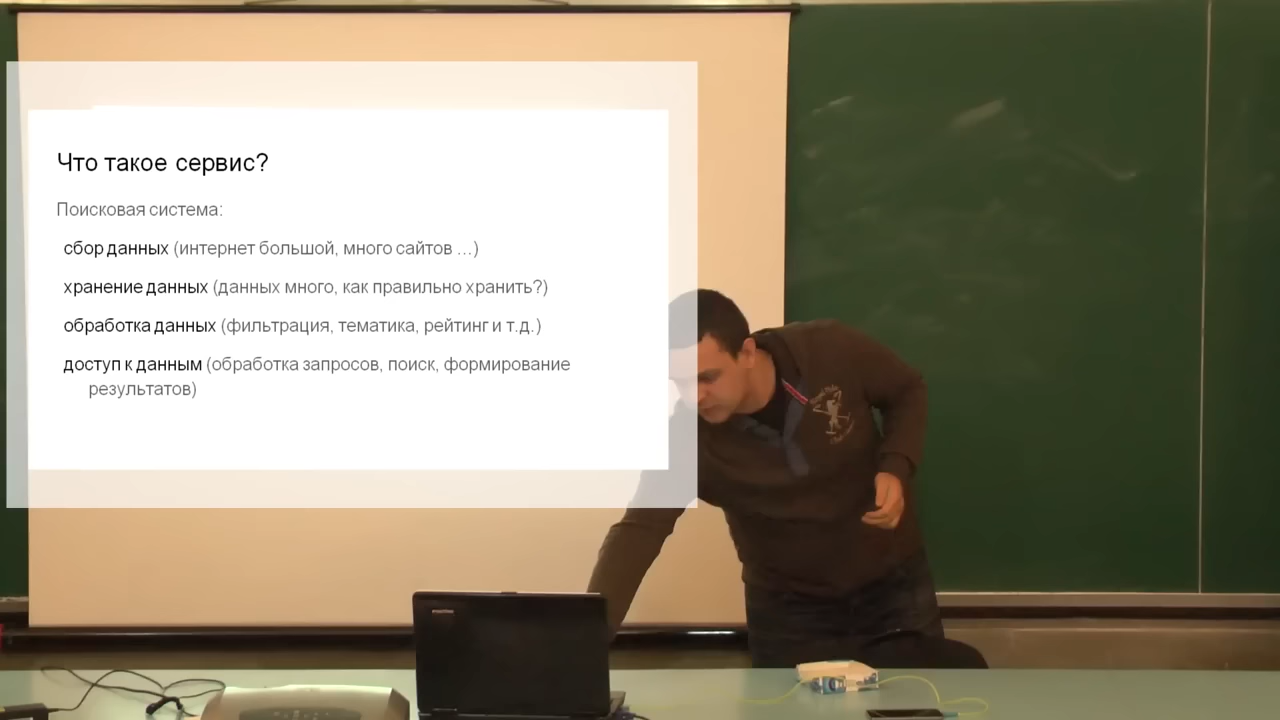 Что такое сервис?
Поисковая система:
сбор данных (интернет большой, много сайтов ...)
хранение данных (данных много, как правильно хранить?)
обработка данных (фильтрация, тематика, рейтинг и т.д.)
доступ к данным (обработка запросов, поиск, формирование
результатов)